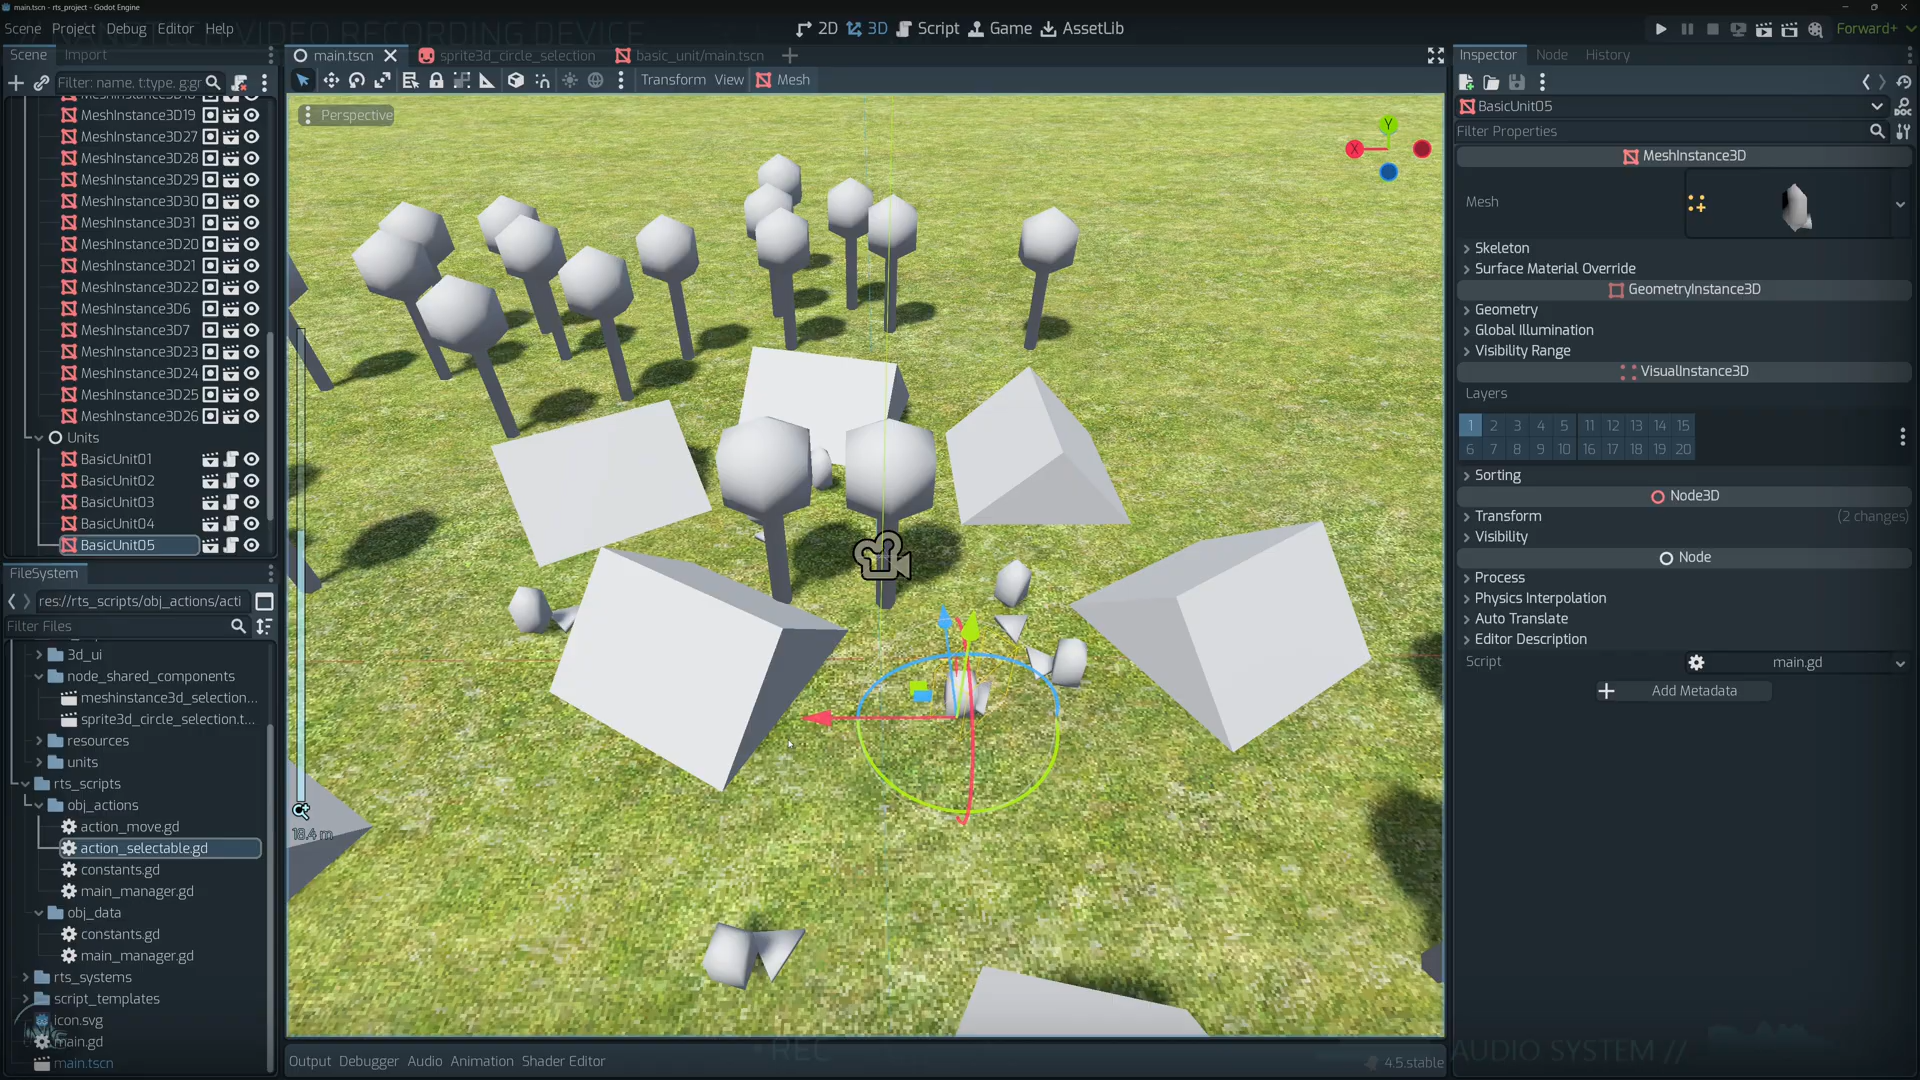 main.tscn - rts_project - Godot Engine
Scene Project Debug Editor Help
2D 3D Script Game AssetLib
Forward+
Scene Import
main.tscn
sprite3d_circle_selection
basic_unit/main.tscn
Inspector Node History
Filter: name, t:type, g:gr
Transform View Mesh
BasicUnit05
Filter Properties
Perspective
Y
X
MeshInstance3D19
MeshInstance3D27
MeshInstance3D28
MeshInstance3D29
MeshInstance3D30
MeshInstance3D31
MeshInstance3D20
MeshInstance3D21
MeshInstance3D22
MeshInstance3D6
MeshInstance3D7
MeshInstance3D23
MeshInstance3D24
MeshInstance3D25
MeshInstance3D26
Units
BasicUnit01
BasicUnit02
BasicUnit03
BasicUnit04
BasicUnit05
FileSystem
res://rts_scripts/obj_actions/acti
Filter Files
3d_ui
node_shared_components
meshinstance3d_selection...
sprite3d_circle_selection.t...
resources
units
rts_scripts
obj_actions
action_move.gd
action_selectable.gd
constants.gd
main_manager.gd
obj_data
constants.gd
main_manager.gd
rts_systems
script_templates
icon.svg
main.gd
main.tscn
18.4 m
MeshInstance3D
Mesh
Skeleton
Surface Material Override
GeometryInstance3D
Geometry
Global Illumination
Visibility Range
VisualInstance3D
Layers
1 2 3 4 5 11 12 13 14 15
6 7 8 9 10 16 17 18 19 20
Sorting
Node3D
Transform (2 changes)
Visibility
Node
Process
Physics Interpolation
Auto Translate
Editor Description
Script main.gd
Add Metadata
Output Debugger Audio Animation Shader Editor
4.5.stable
REC
AUDIO SYSTEM //